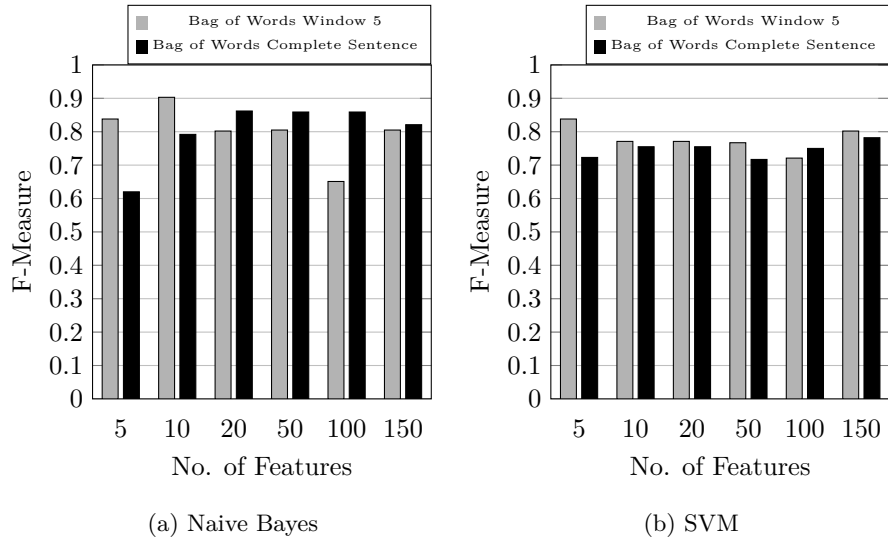 Bag of Words Window 5
Bag of Words Complete Sentence
1
0.9
0.8
0.7
0.6
0.5
0.4
0.3
0.2
0.1
0
F-Measure
5 10 20 50 100 150
No. of Features
(a) Naive Bayes
Bag of Words Window 5
Bag of Words Complete Sentence
1
0.9
0.8
0.7
0.6
0.5
0.4
0.3
0.2
0.1
0
F-Measure
5 10 20 50 100 150
No. of Features
(b) SVM